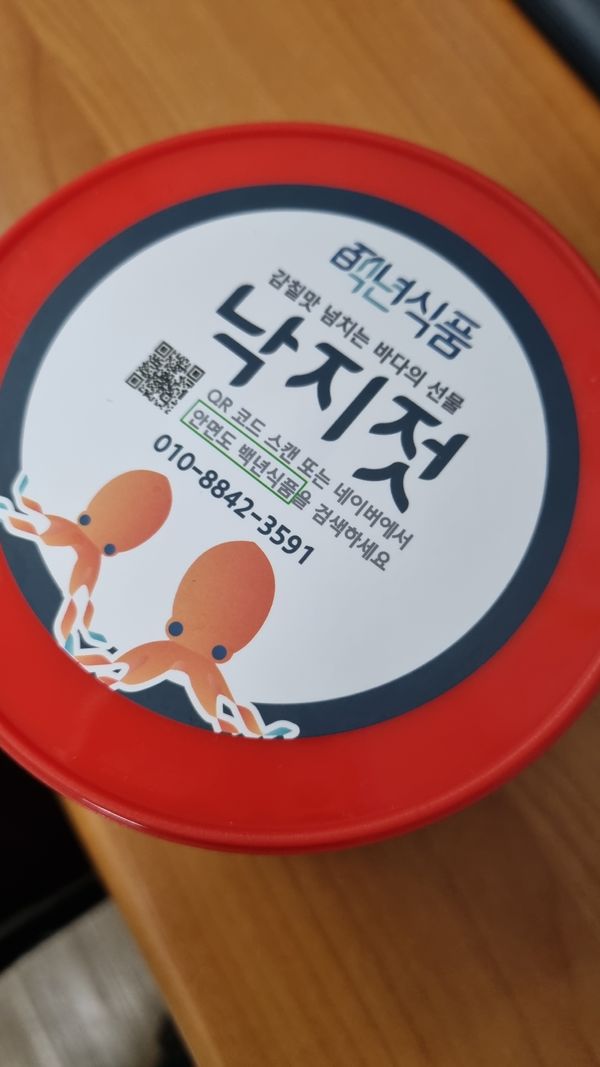 백년식품
감칠맛 넘치는 바다의 선물
낙지젓
QR 코드 스캔 또는 네이버에서
안면도 백년식품을 검색하세요
010-8842-3591